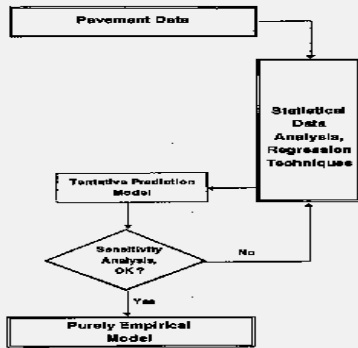 Pavement Data
Statistical
Data
Analysis,
Regression
Techniques
Tentative Prediction
Model
Sensitivity
Analysis,
OK?
No
Yes
Purely Empirical
Model